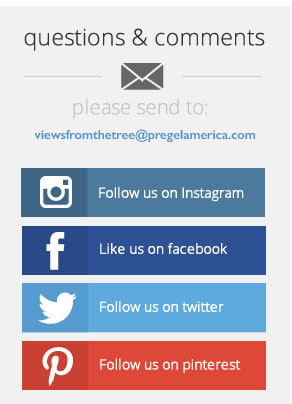 questions & comments
please send to:
viewsfromthetree@pregelamerica.com
Follow us on Instagram
Like us on facebook
Follow us on twitter
Follow us on pinterest